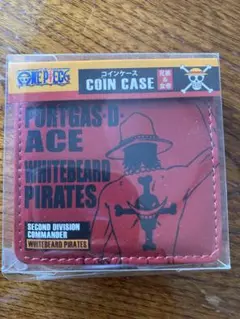 ONE PIECE
コインケース
COIN CASE
PORTGAS·D·
ACE
WHITEBEARD
PIRATES
SECOND DIVISION
COMMANDER
WHITEBEARD PIRATES